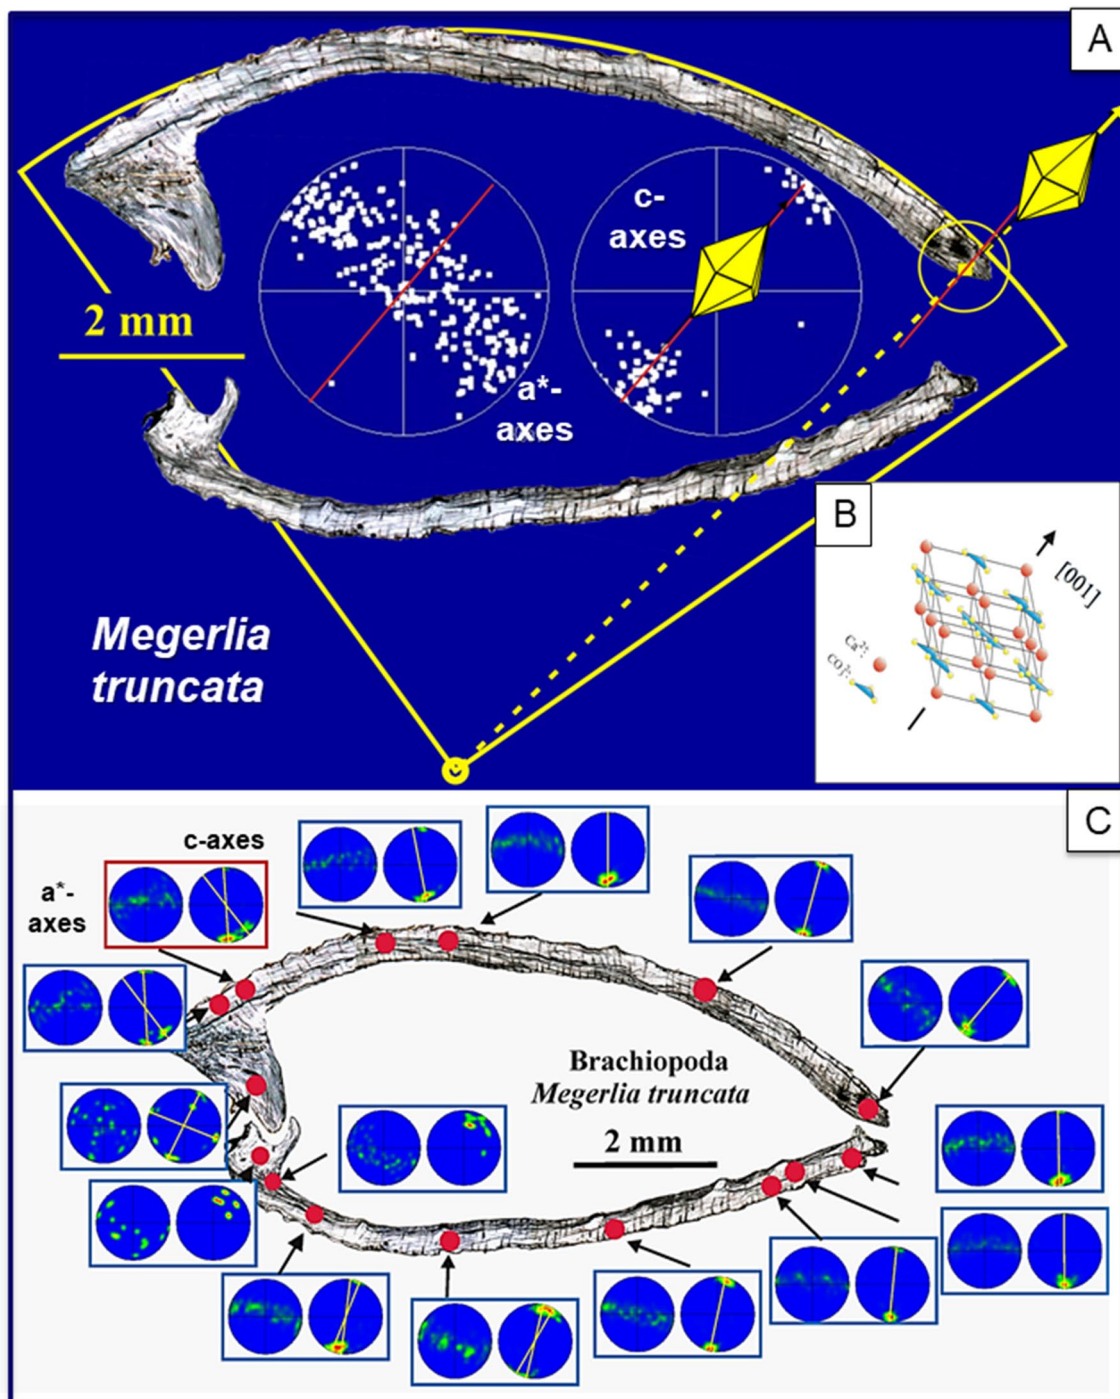 A
c-
axes
2 mm
a*-
axes
B
[001]
Ca²⁺:
CO₃²⁻:
Megerlia
truncata
C
c-axes
a*-
axes
Brachiopoda
Megerlia truncata
2 mm